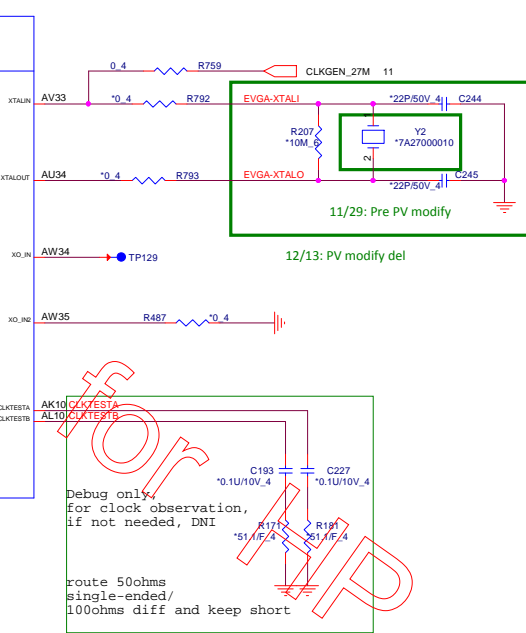 0_4 R759
CLKGEN_27M 11
XTALIN AV33 *0_4 R792 EVGA-XTALI *22P/50V_4 C244
1
R207
*10M_6
Y2
*7A27000010
2
XTALOUT AU34 *0_4 R793 EVGA-XTALO *22P/50V_4 C245
11/29: Pre PV modify
12/13: PV modify del
XO_IN AW34 TP129
XO_IN2 AW35 R487 *0_4
CLKTESTA AK10 CLKTESTA
CLKTESTB AL10 CLKTESTB
C193 C227
*0.1U/10V_4 *0.1U/10V_4
Debug only,
for clock observation,
if not needed, DNI
R171 R181
*51.1/F_4 *51.1/F_4
route 50ohms
single-ended/
100ohms diff and keep short
for HP